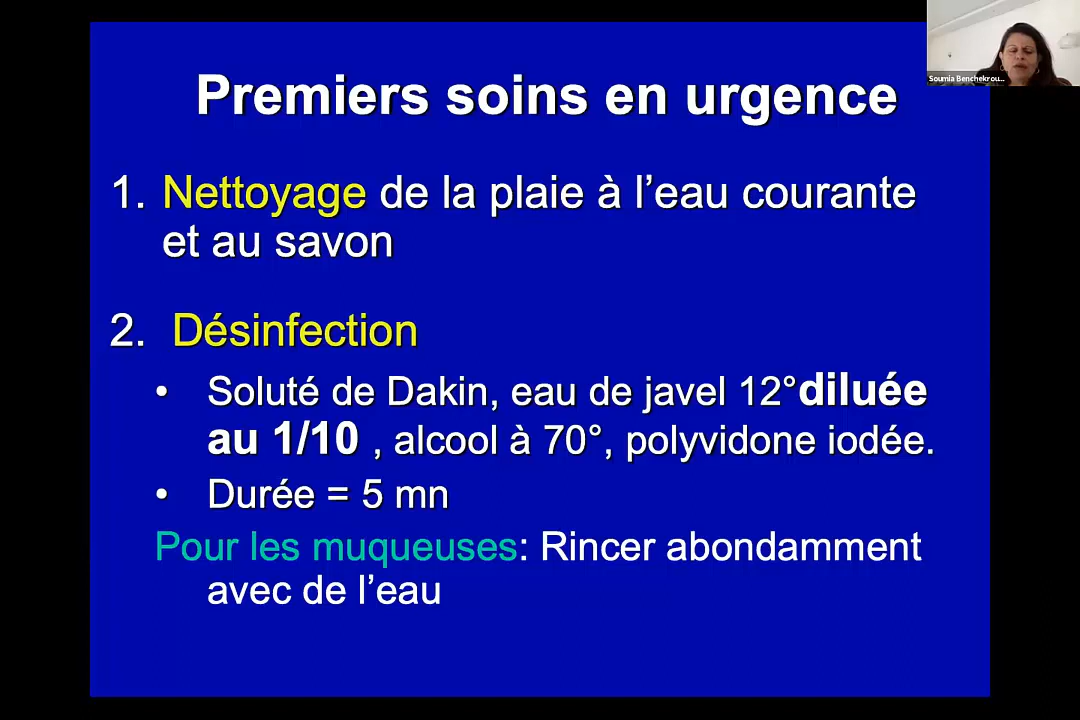 Premiers soins en urgence
Soumia Benchekrou...
1. Nettoyage de la plaie à l’eau courante
et au savon
2. Désinfection
• Soluté de Dakin, eau de javel 12°diluée
au 1/10 , alcool à 70°, polyvidone iodée.
• Durée = 5 mn
Pour les muqueuses: Rincer abondamment
avec de l’eau